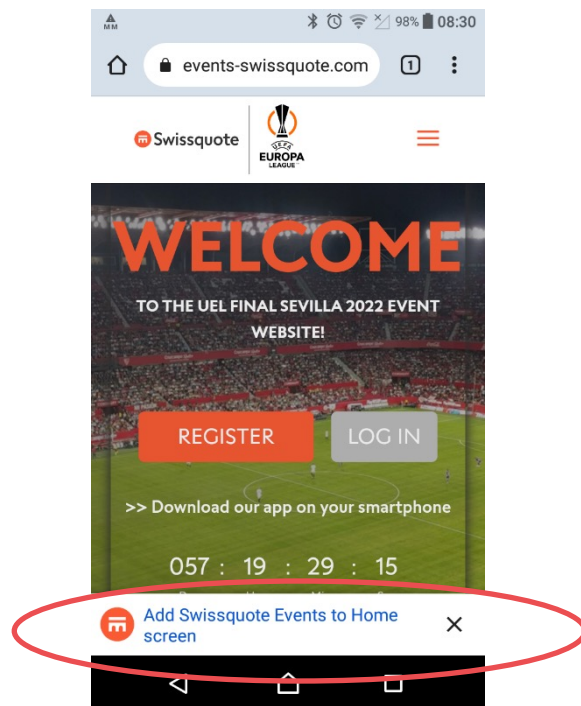 MM
98% 08:30
events-swissquote.com 1
Swissquote
UEFA
EUROPA
LEAGUE
WELCOME
TO THE UEL FINAL SEVILLA 2022 EVENT
WEBSITE!
REGISTER LOG IN
>> Download our app on your smartphone
057 : 19 : 29 : 15
Add Swissquote Events to Home
screen